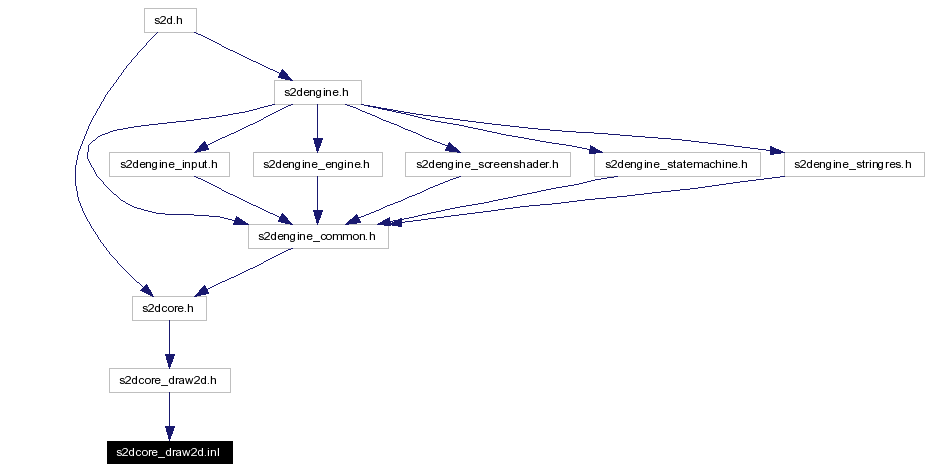 s2d.h
s2dengine.h
s2dengine_input.h
s2dengine_engine.h
s2dengine_screenshader.h
s2dengine_statemachine.h
s2dengine_stringres.h
s2dengine_common.h
s2dcore.h
s2dcore_draw2d.h
s2dcore_draw2d.inl